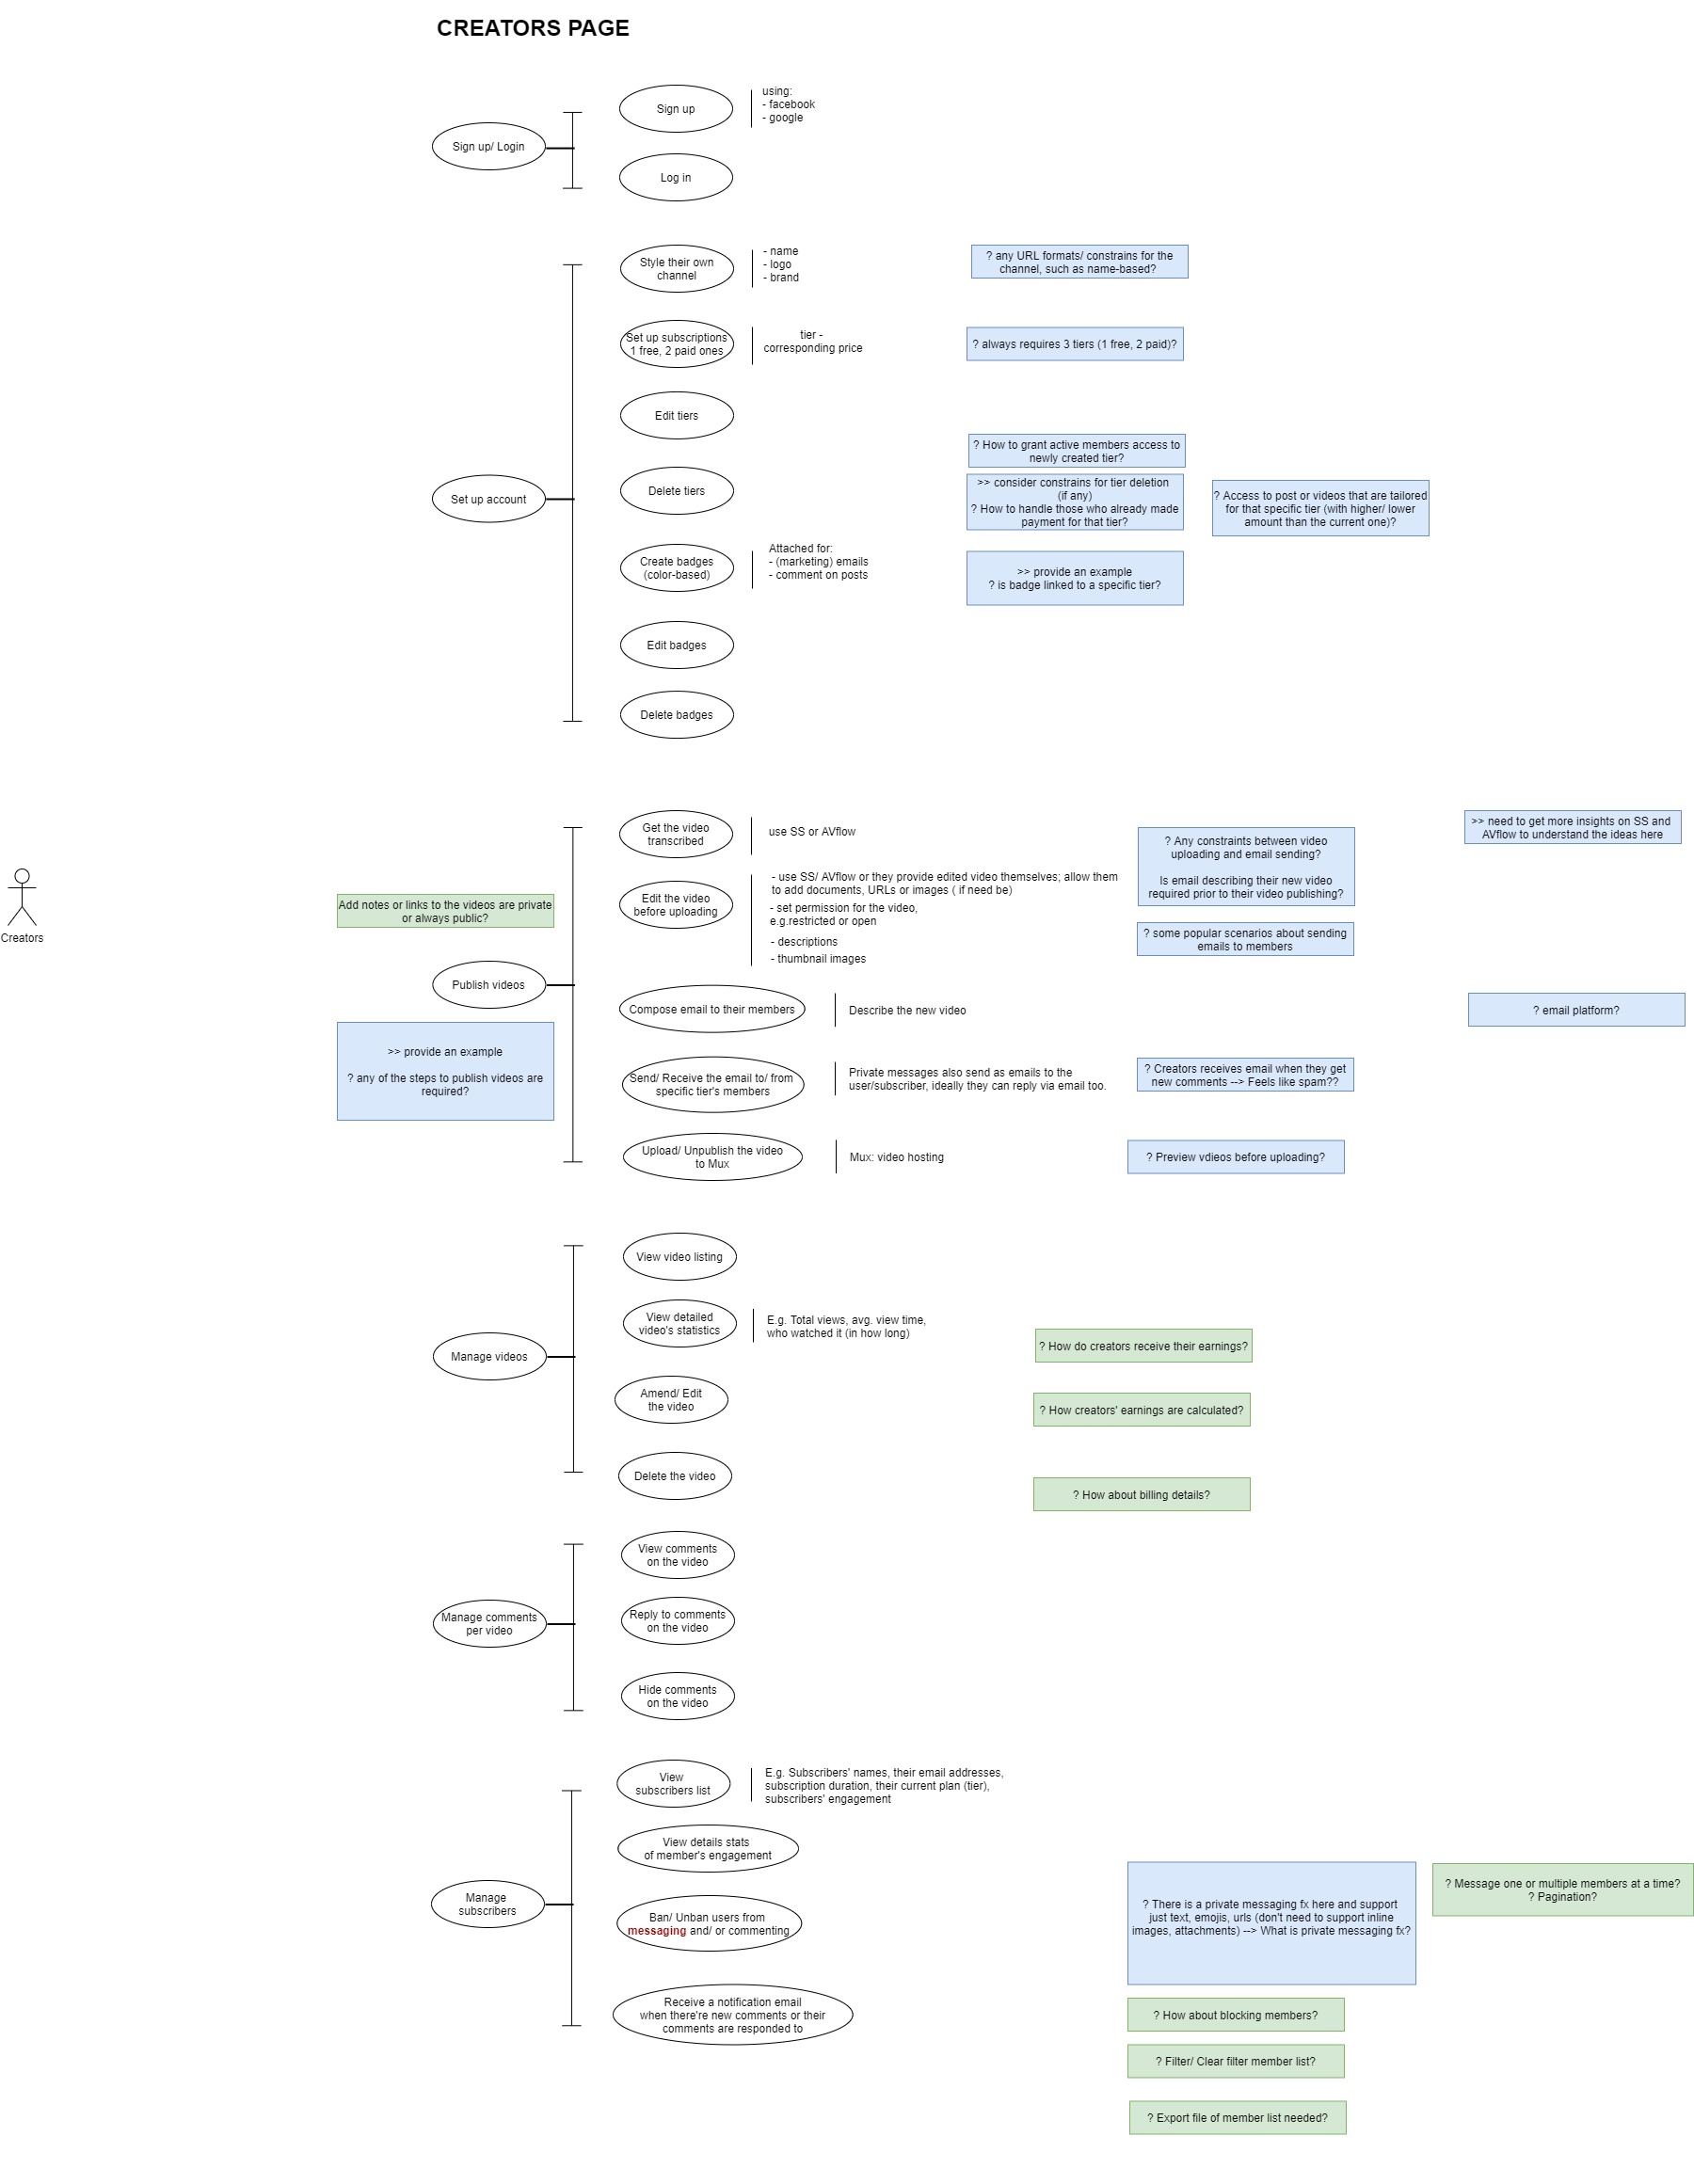 CREATORS PAGE
using:
- facebook
- google
Sign up
Sign up/ Login
Log in
Style their own
channel
- name
- logo
- brand
? any URL formats/ constrains for the
channel, such as name-based?
Set up subscriptions
1 free, 2 paid ones
tier -
corresponding price
? always requires 3 tiers (1 free, 2 paid)?
Edit tiers
? How to grant active members access to
newly created tier?
Set up account
Delete tiers
>> consider constrains for tier deletion
(if any)
? How to handle those who already made
payment for that tier?
? Access to post or videos that are tailored
for that specific tier (with higher/ lower
amount than the current one)?
Create badges
(color-based)
Attached for:
- (marketing) emails
- comment on posts
>> provide an example
? is badge linked to a specific tier?
Edit badges
Delete badges
Get the video
transcribed
use SS or AVflow
? Any constraints between video
uploading and email sending?
Is email describing their new video
required prior to their video publishing?
>> need to get more insights on SS and
AVflow to understand the ideas here
Creators
Add notes or links to the videos are private
or always public?
Edit the video
before uploading
- use SS/ AVflow or they provide edited video themselves; allow them
to add documents, URLs or images ( if need be)
- set permission for the video,
e.g.restricted or open
- descriptions
- thumbnail images
? some popular scenarios about sending
emails to members
Publish videos
Compose email to their members
Describe the new video
? email platform?
>> provide an example
? any of the steps to publish videos are
required?
Send/ Receive the email to/ from
specific tier's members
Private messages also send as emails to the
user/subscriber, ideally they can reply via email too.
? Creators receives email when they get
new comments --> Feels like spam??
Upload/ Unpublish the video
to Mux
Mux: video hosting
? Preview vdieos before uploading?
View video listing
View detailed
video's statistics
E.g. Total views, avg. view time,
who watched it (in how long)
? How do creators receive their earnings?
Manage videos
Amend/ Edit
the video
? How creators' earnings are calculated?
Delete the video
? How about billing details?
View comments
on the video
Manage comments
per video
Reply to comments
on the video
Hide comments
on the video
View
subscribers list
E.g. Subscribers' names, their email addresses,
subscription duration, their current plan (tier),
subscribers' engagement
View details stats
of member's engagement
Manage
subscribers
Ban/ Unban users from
messaging and/ or commenting
? There is a private messaging fx here and support
just text, emojis, urls (don't need to support inline
images, attachments) --> What is private messaging fx?
? Message one or multiple members at a time?
? Pagination?
Receive a notification email
when there're new comments or their
comments are responded to
? How about blocking members?
? Filter/ Clear filter member list?
? Export file of member list needed?